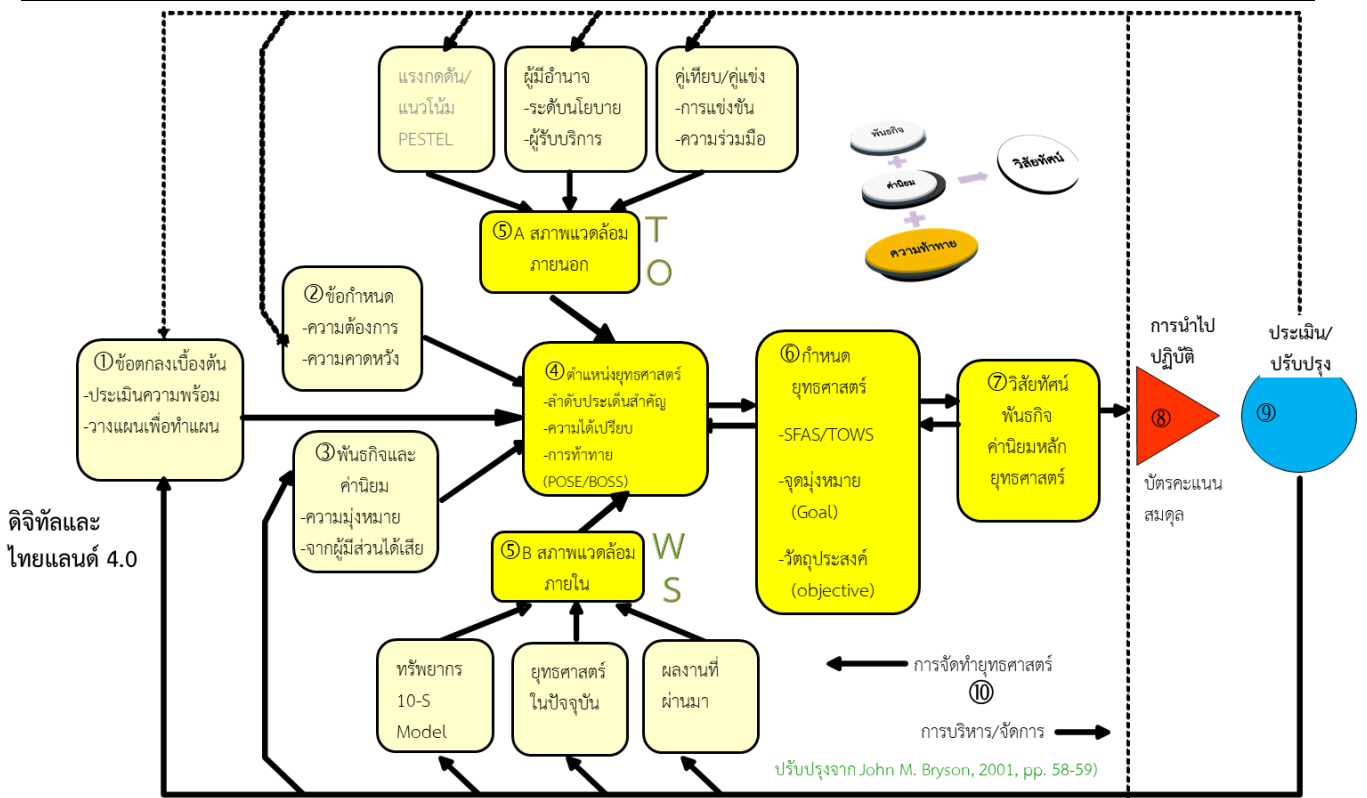 แรงกดดัน/
แนวโน้ม
PESTEL
ผู้มีอำนาจ
-ระดับนโยบาย
-ผู้รับบริการ
คู่เทียบ/คู่แข่ง
-การแข่งขัน
-ความร่วมมือ
พันธกิจ
ค่านิยม
ความท้าทาย
วิสัยทัศน์
⑤A สภาพแวดล้อม
ภายนอก
T
O
②ข้อกำหนด
-ความต้องการ
-ความคาดหวัง
①ข้อตกลงเบื้องต้น
-ประเมินความพร้อม
-วางแผนเพื่อทำแผน
③พันธกิจและ
ค่านิยม
-ความมุ่งหมาย
-จากผู้มีส่วนได้เสีย
④ตำแหน่งยุทธศาสตร์
-ลำดับประเด็นสำคัญ
-ความได้เปรียบ
-การท้าทาย
(POSE/BOSS)
⑥กำหนด
ยุทธศาสตร์
-SFAS/TOWS
-จุดมุ่งหมาย
(Goal)
-วัตถุประสงค์
(objective)
⑦วิสัยทัศน์
พันธกิจ
ค่านิยมหลัก
ยุทธศาสตร์
การนำไป
ปฏิบัติ
⑧
บัตรคะแนน
สมดุล
ประเมิน/
ปรับปรุง
⑨
ดิจิทัลและ
ไทยแลนด์ 4.0
⑤B สภาพแวดล้อม
ภายใน
W
S
ทรัพยากร
10-S
Model
ยุทธศาสตร์
ในปัจจุบัน
ผลงานที่
ผ่านมา
การจัดทำยุทธศาสตร์
⑩
การบริหาร/จัดการ
ปรับปรุงจาก John M. Bryson, 2001, pp. 58-59)